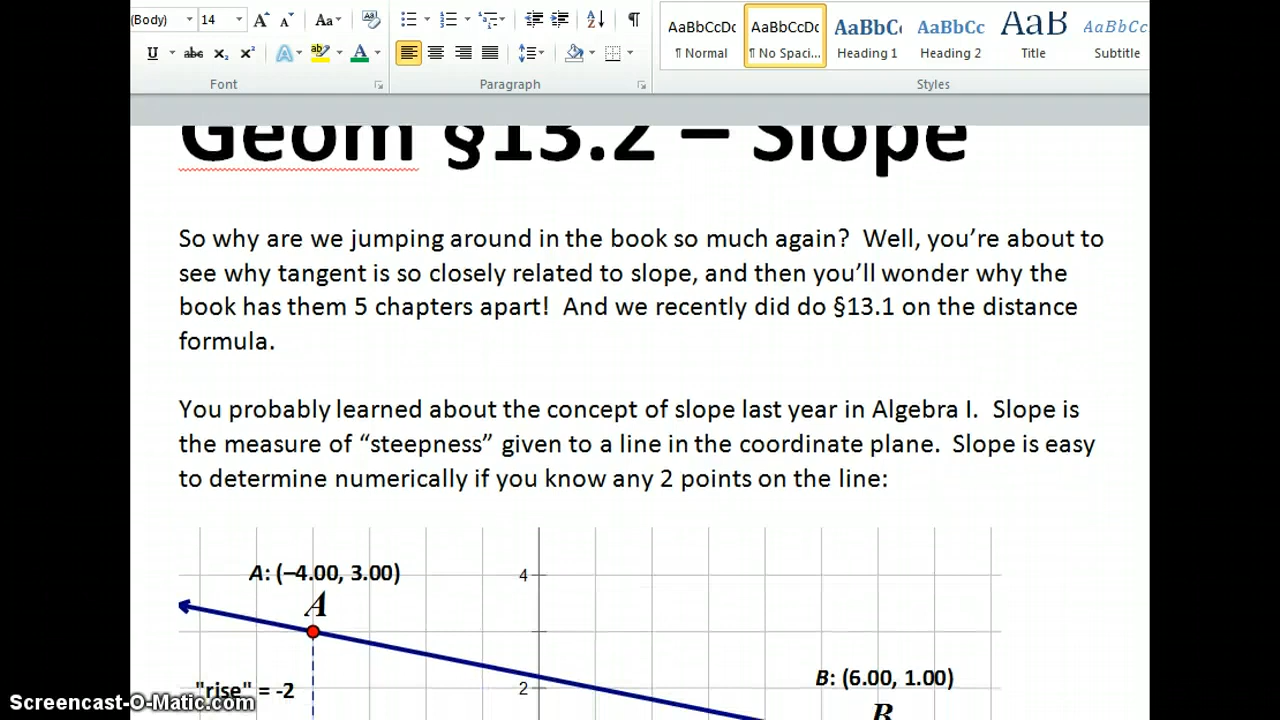 (Body) 14 A A Aa
U abc x₂ x² A ab A
Font
Paragraph
AaBbCcDc AaBbCcDc AaBbC AaBbCc AaB AaBbCc
¶ Normal ¶ No Spaci... Heading 1 Heading 2 Title Subtitle
Styles
Geom §13.2 – Slope
So why are we jumping around in the book so much again? Well, you’re about to
see why tangent is so closely related to slope, and then you’ll wonder why the
book has them 5 chapters apart! And we recently did do §13.1 on the distance
formula.
You probably learned about the concept of slope last year in Algebra I. Slope is
the measure of “steepness” given to a line in the coordinate plane. Slope is easy
to determine numerically if you know any 2 points on the line:
A: (–4.00, 3.00)
4
A
B: (6.00, 1.00)
"rise" = -2
2
B
Screencast-O-Matic.com